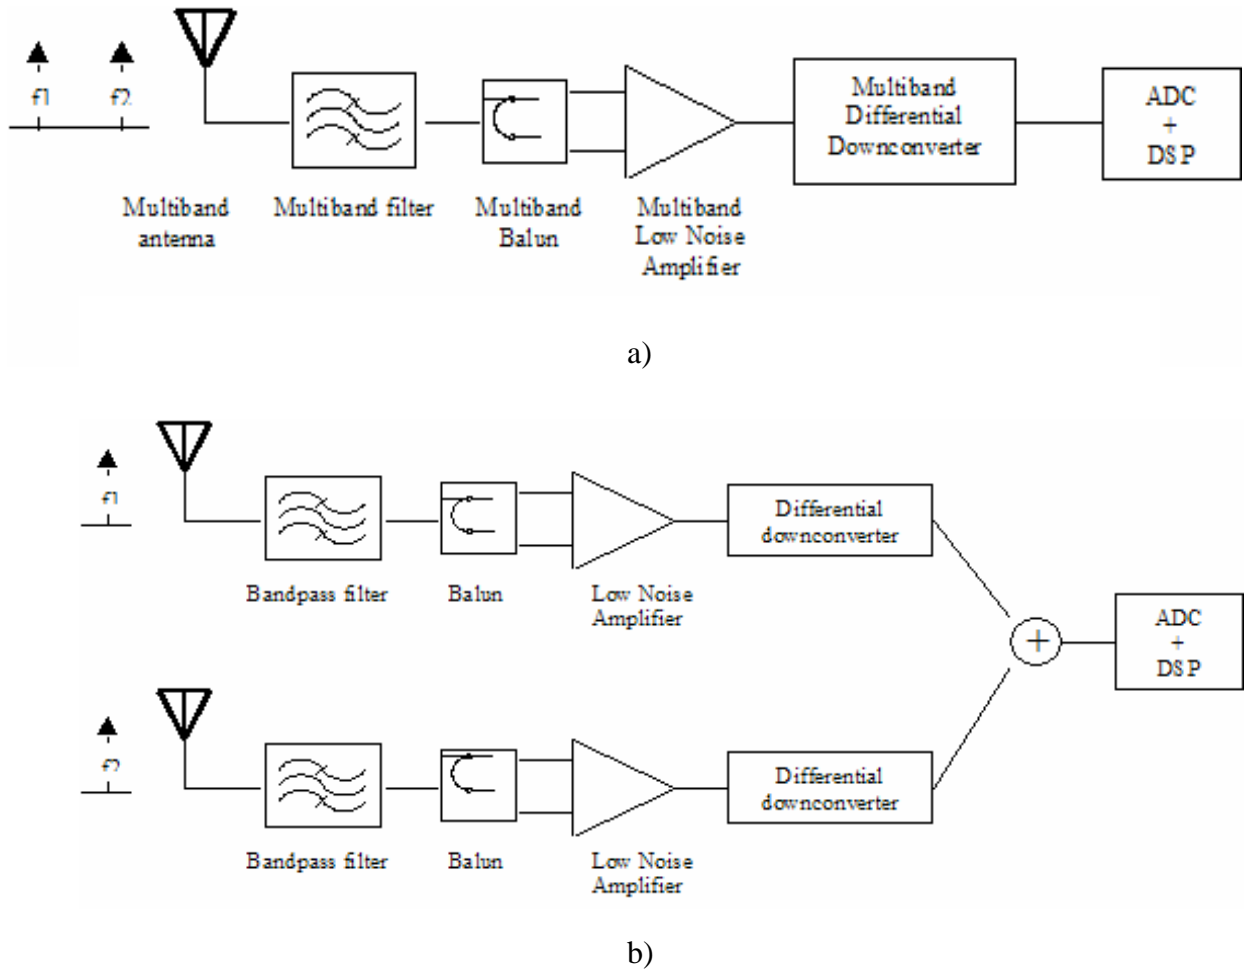 f1
f2
Multiband
antenna
Multiband filter
Multiband
Balun
Multiband
Low Noise
Amplifier
Multiband
Differential
Downconverter
ADC
+
DSP
a)
f1
Bandpass filter
Balun
Low Noise
Amplifier
Differential
downconverter
+
ADC
+
DSP
Bandpass filter
Balun
Low Noise
Amplifier
Differential
downconverter
b)